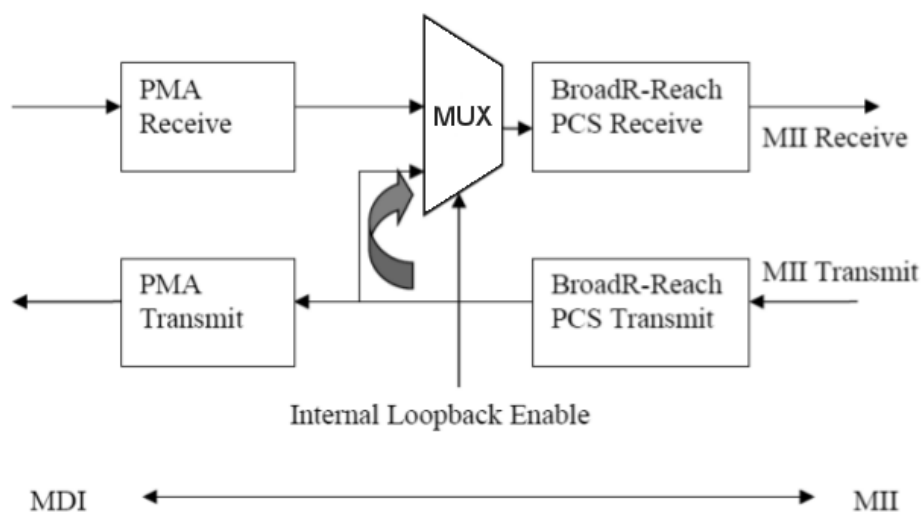 PMA
Receive
MUX
BroadR-Reach
PCS Receive
MII Receive
PMA
Transmit
BroadR-Reach
PCS Transmit
MII Transmit
Internal Loopback Enable
MDI
MII